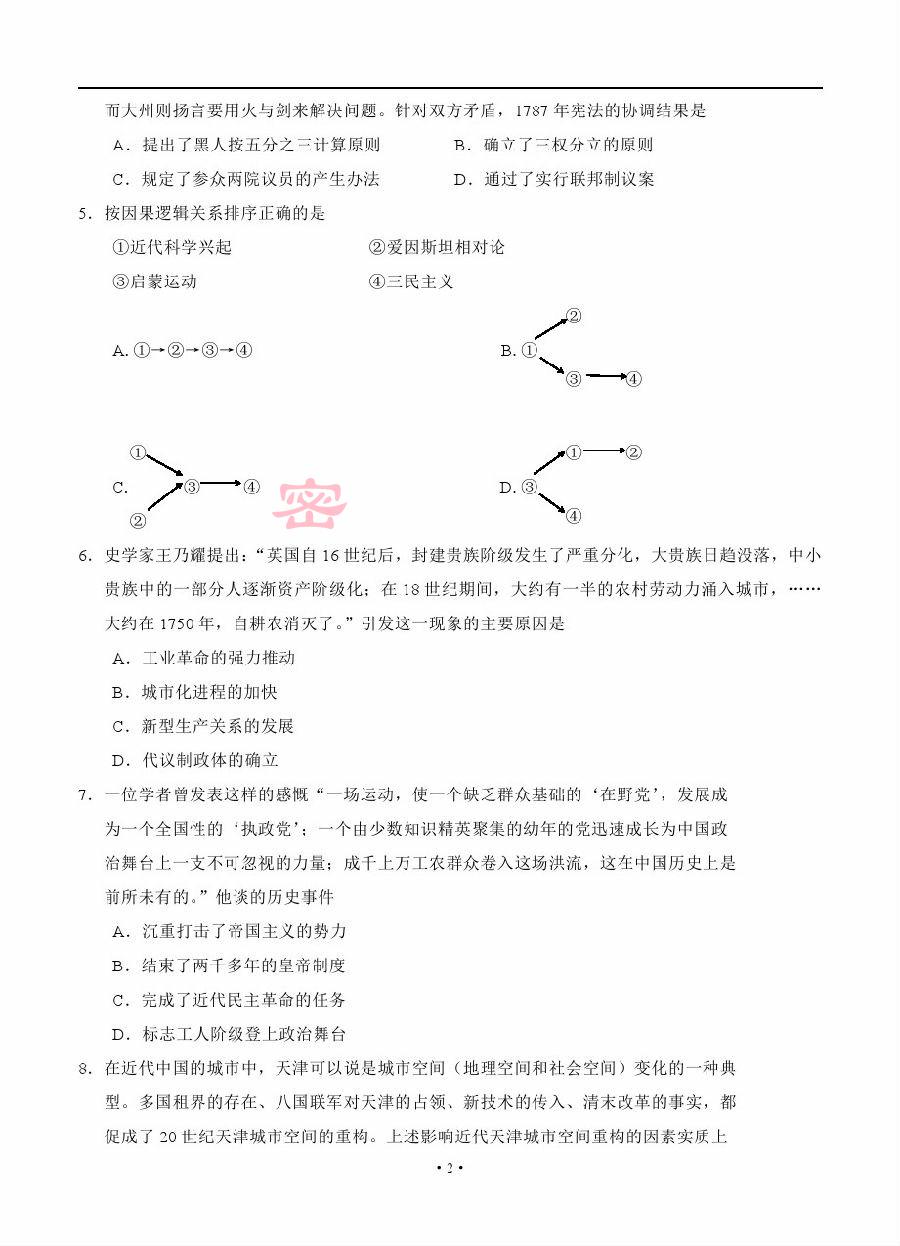 而大州则扬言要用火与剑来解决问题。针对双方矛盾，1787 年宪法的协调结果是
A．提出了黑人按五分之三计算原则 B．确立了三权分立的原则
C．规定了参众两院议员的产生办法 D．通过了实行联邦制议案
5．按因果逻辑关系排序正确的是
①近代科学兴起 ②爱因斯坦相对论
③启蒙运动 ④三民主义
②
A. ①→②→③→④ B. ①
③ ④
① ① ②
C. ③ ④ 密 D. ③
② ④
6．史学家王乃耀提出：“英国自 16 世纪后，封建贵族阶级发生了严重分化，大贵族日趋没落，中小
贵族中的一部分人逐渐资产阶级化；在 18 世纪期间，大约有一半的农村劳动力涌入城市，……
大约在 1750 年，自耕农消灭了。”引发这一现象的主要原因是
A．工业革命的强力推动
B．城市化进程的加快
C．新型生产关系的发展
D．代议制政体的确立
7．一位学者曾发表这样的感慨“一场运动，使一个缺乏群众基础的‘在野党’，发展成
为一个全国性的‘执政党’；一个由少数知识精英聚集的幼年的党迅速成长为中国政
治舞台上一支不可忽视的力量；成千上万工农群众卷入这场洪流，这在中国历史上是
前所未有的。”他谈的历史事件
A．沉重打击了帝国主义的势力
B．结束了两千多年的皇帝制度
C．完成了近代民主革命的任务
D．标志工人阶级登上政治舞台
8．在近代中国的城市中，天津可以说是城市空间（地理空间和社会空间）变化的一种典
型。多国租界的存在、八国联军对天津的占领、新技术的传入、清末改革的事实，都
促成了 20 世纪天津城市空间的重构。上述影响近代天津城市空间重构的因素实质上
·2·